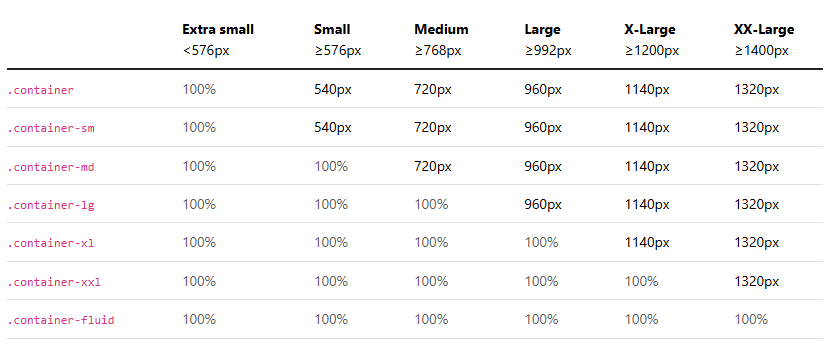 Extra small Small Medium Large X-Large XX-Large
<576px ≥576px ≥768px ≥992px ≥1200px ≥1400px
.container 100% 540px 720px 960px 1140px 1320px
.container-sm 100% 540px 720px 960px 1140px 1320px
.container-md 100% 100% 720px 960px 1140px 1320px
.container-lg 100% 100% 100% 960px 1140px 1320px
.container-xl 100% 100% 100% 100% 1140px 1320px
.container-xxl 100% 100% 100% 100% 100% 1320px
.container-fluid 100% 100% 100% 100% 100% 100%